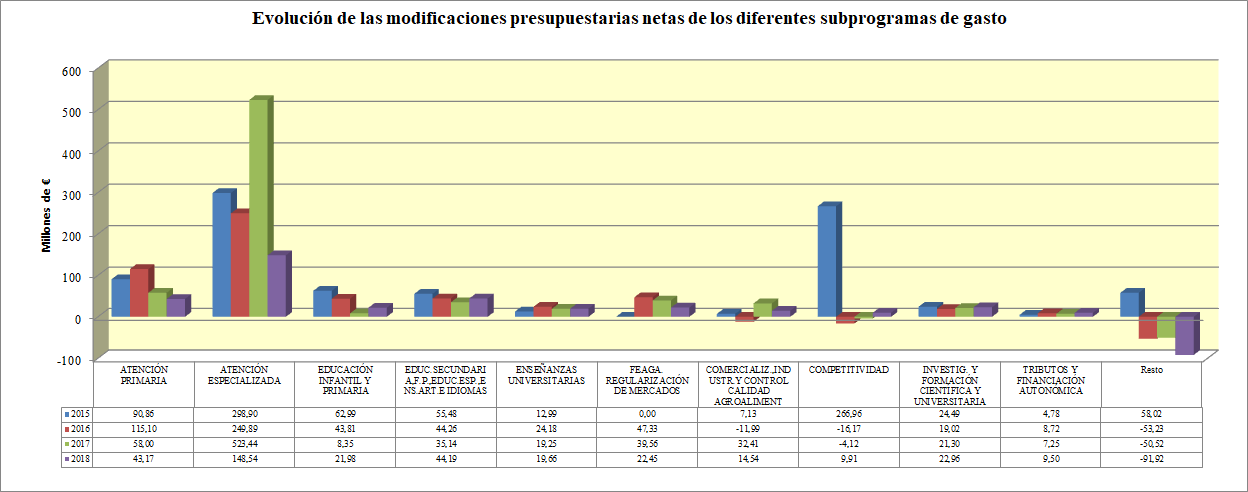 Evolución de las modificaciones presupuestarias netas de los diferentes subprogramas de gasto
Millones de €
600
500
400
300
200
100
0
-100
ATENCIÓN
PRIMARIA
ATENCIÓN
ESPECIALIZADA
EDUCACIÓN
INFANTIL Y
PRIMARIA
EDUC.SECUNDARI
A,F.P.,EDUC.ESP.,E
NS.ART.E IDIOMAS
ENSEÑANZAS
UNIVERSITARIAS
FEAGA.
REGULARIZACIÓN
DE MERCADOS
COMERCIALIZ.,IND
USTR.Y CONTROL
CALIDAD
AGROALIMENT
COMPETITIVIDAD
INVESTIG. Y
FORMACIÓN
CIENTIFICA Y
UNIVERSITARIA
TRIBUTOS Y
FINANCIACIÓN
AUTONOMICA
Resto
2015 90,86 298,90 62,99 55,48 12,99 0,00 7,13 266,96 24,49 4,78 58,02
2016 115,10 249,89 43,81 44,26 24,18 47,33 -11,99 -16,17 19,02 8,72 -53,23
2017 58,00 523,44 8,35 35,14 19,25 39,56 32,41 -4,12 21,30 7,25 -50,52
2018 43,17 148,54 21,98 44,19 19,66 22,45 14,54 9,91 22,96 9,50 -91,92